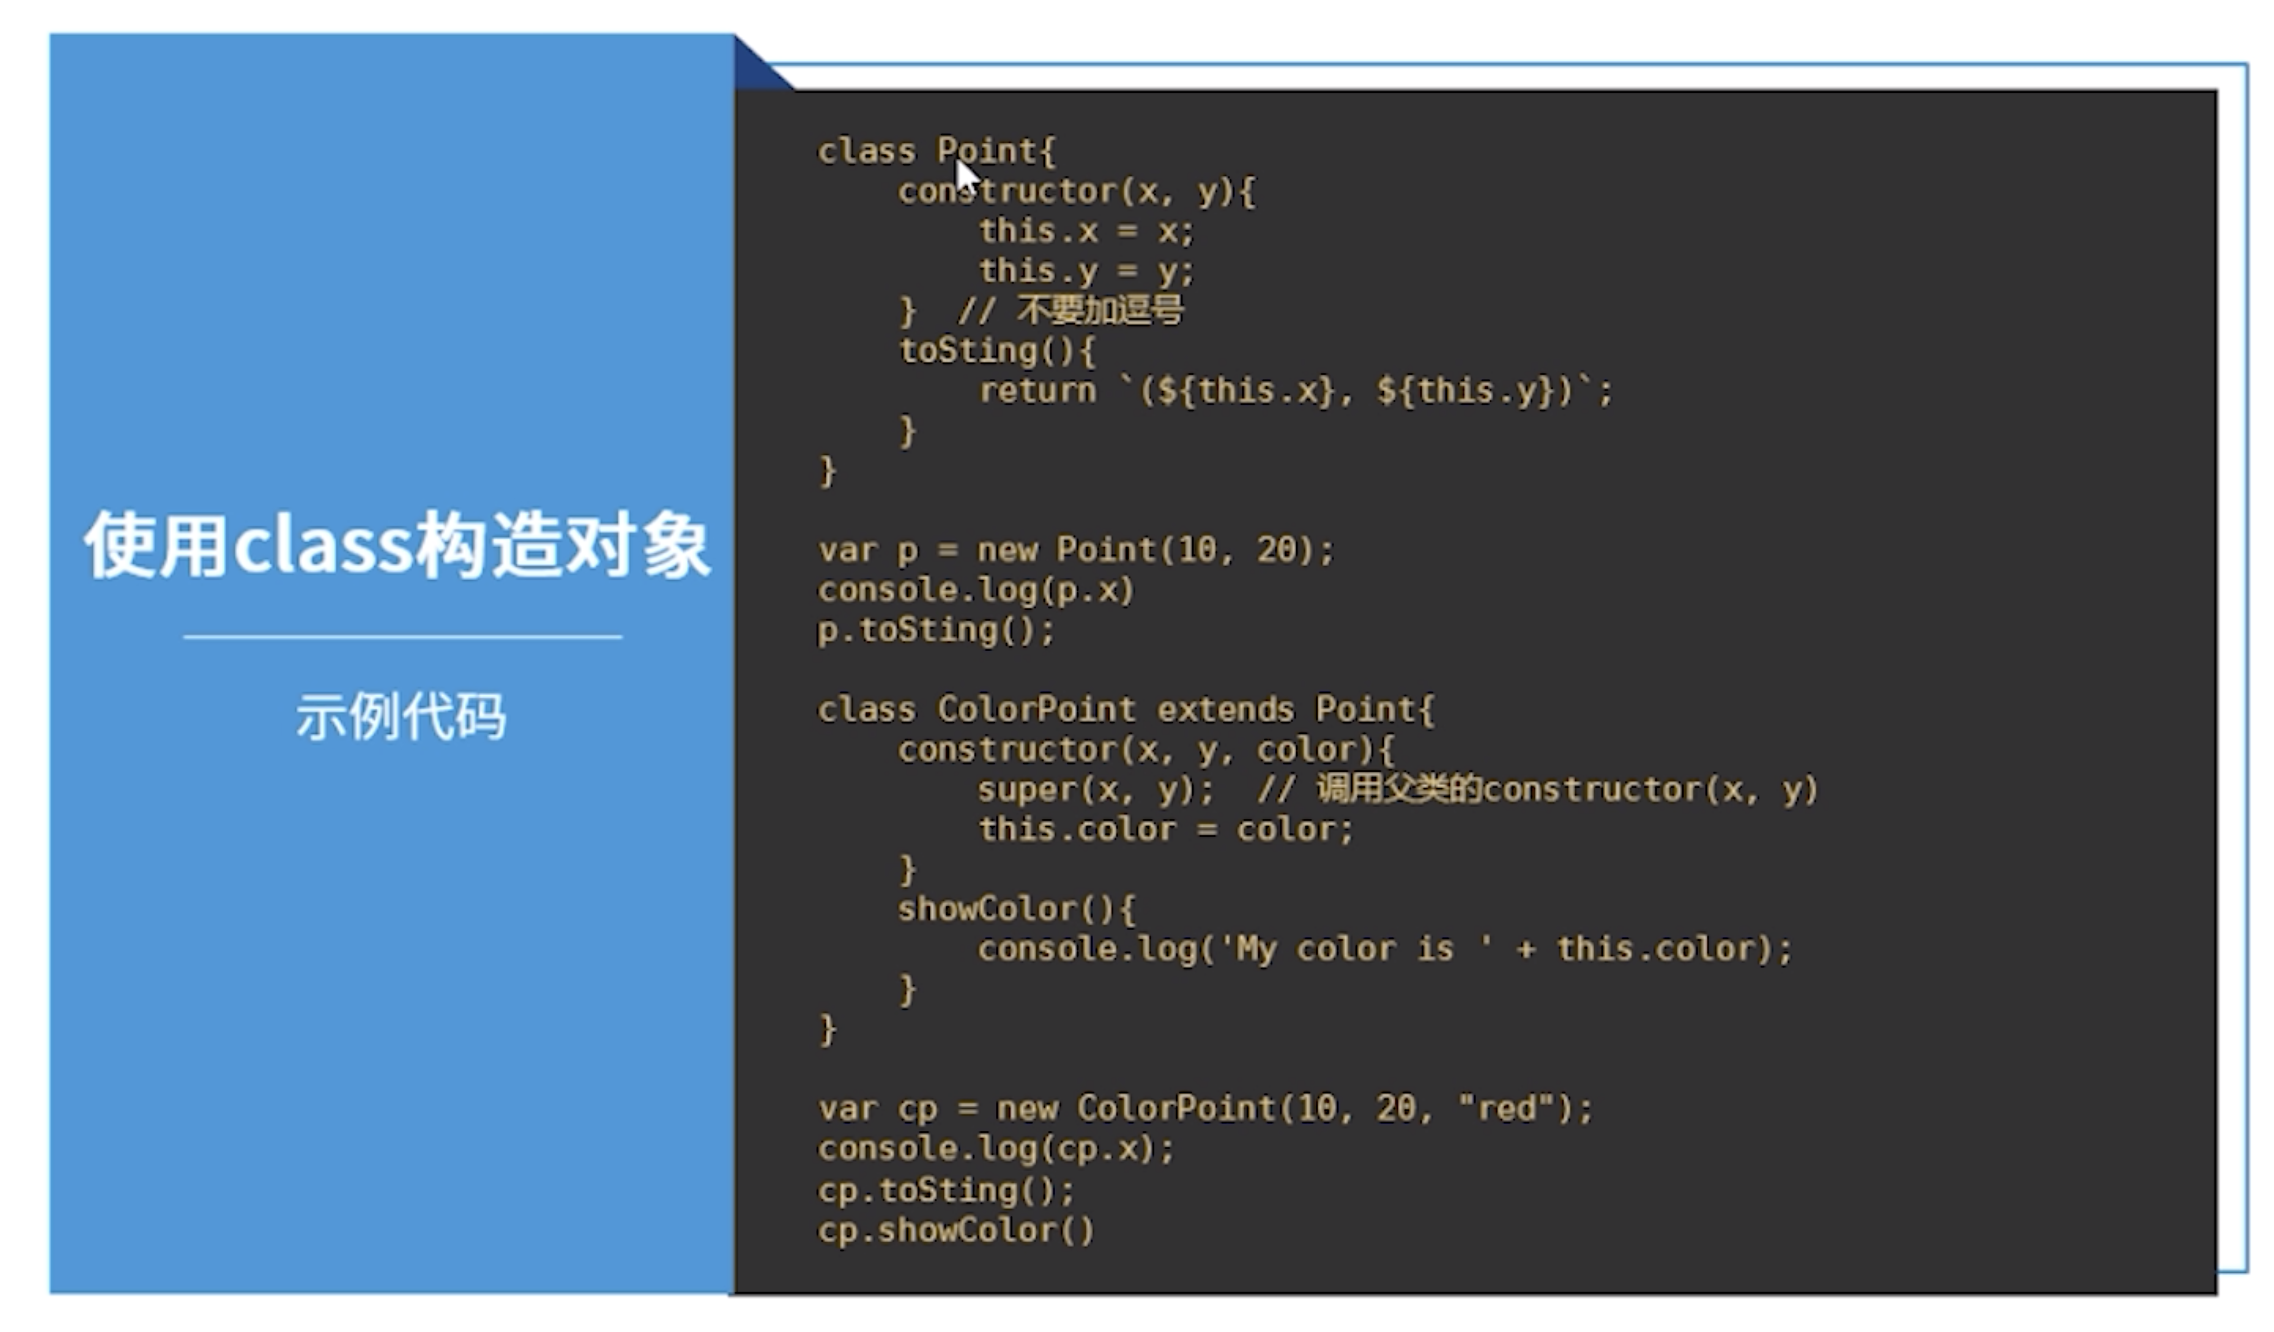 使用class构造对象
示例代码
class Point{
    constructor(x, y){
        this.x = x;
        this.y = y;
    }  // 不要加逗号
    toSting(){
        return `(${this.x}, ${this.y})`;
    }
}

var p = new Point(10, 20);
console.log(p.x)
p.toSting();

class ColorPoint extends Point{
    constructor(x, y, color){
        super(x, y);  // 调用父类的constructor(x, y)
        this.color = color;
    }
    showColor(){
        console.log('My color is ' + this.color);
    }
}

var cp = new ColorPoint(10, 20, "red");
console.log(cp.x);
cp.toSting();
cp.showColor()